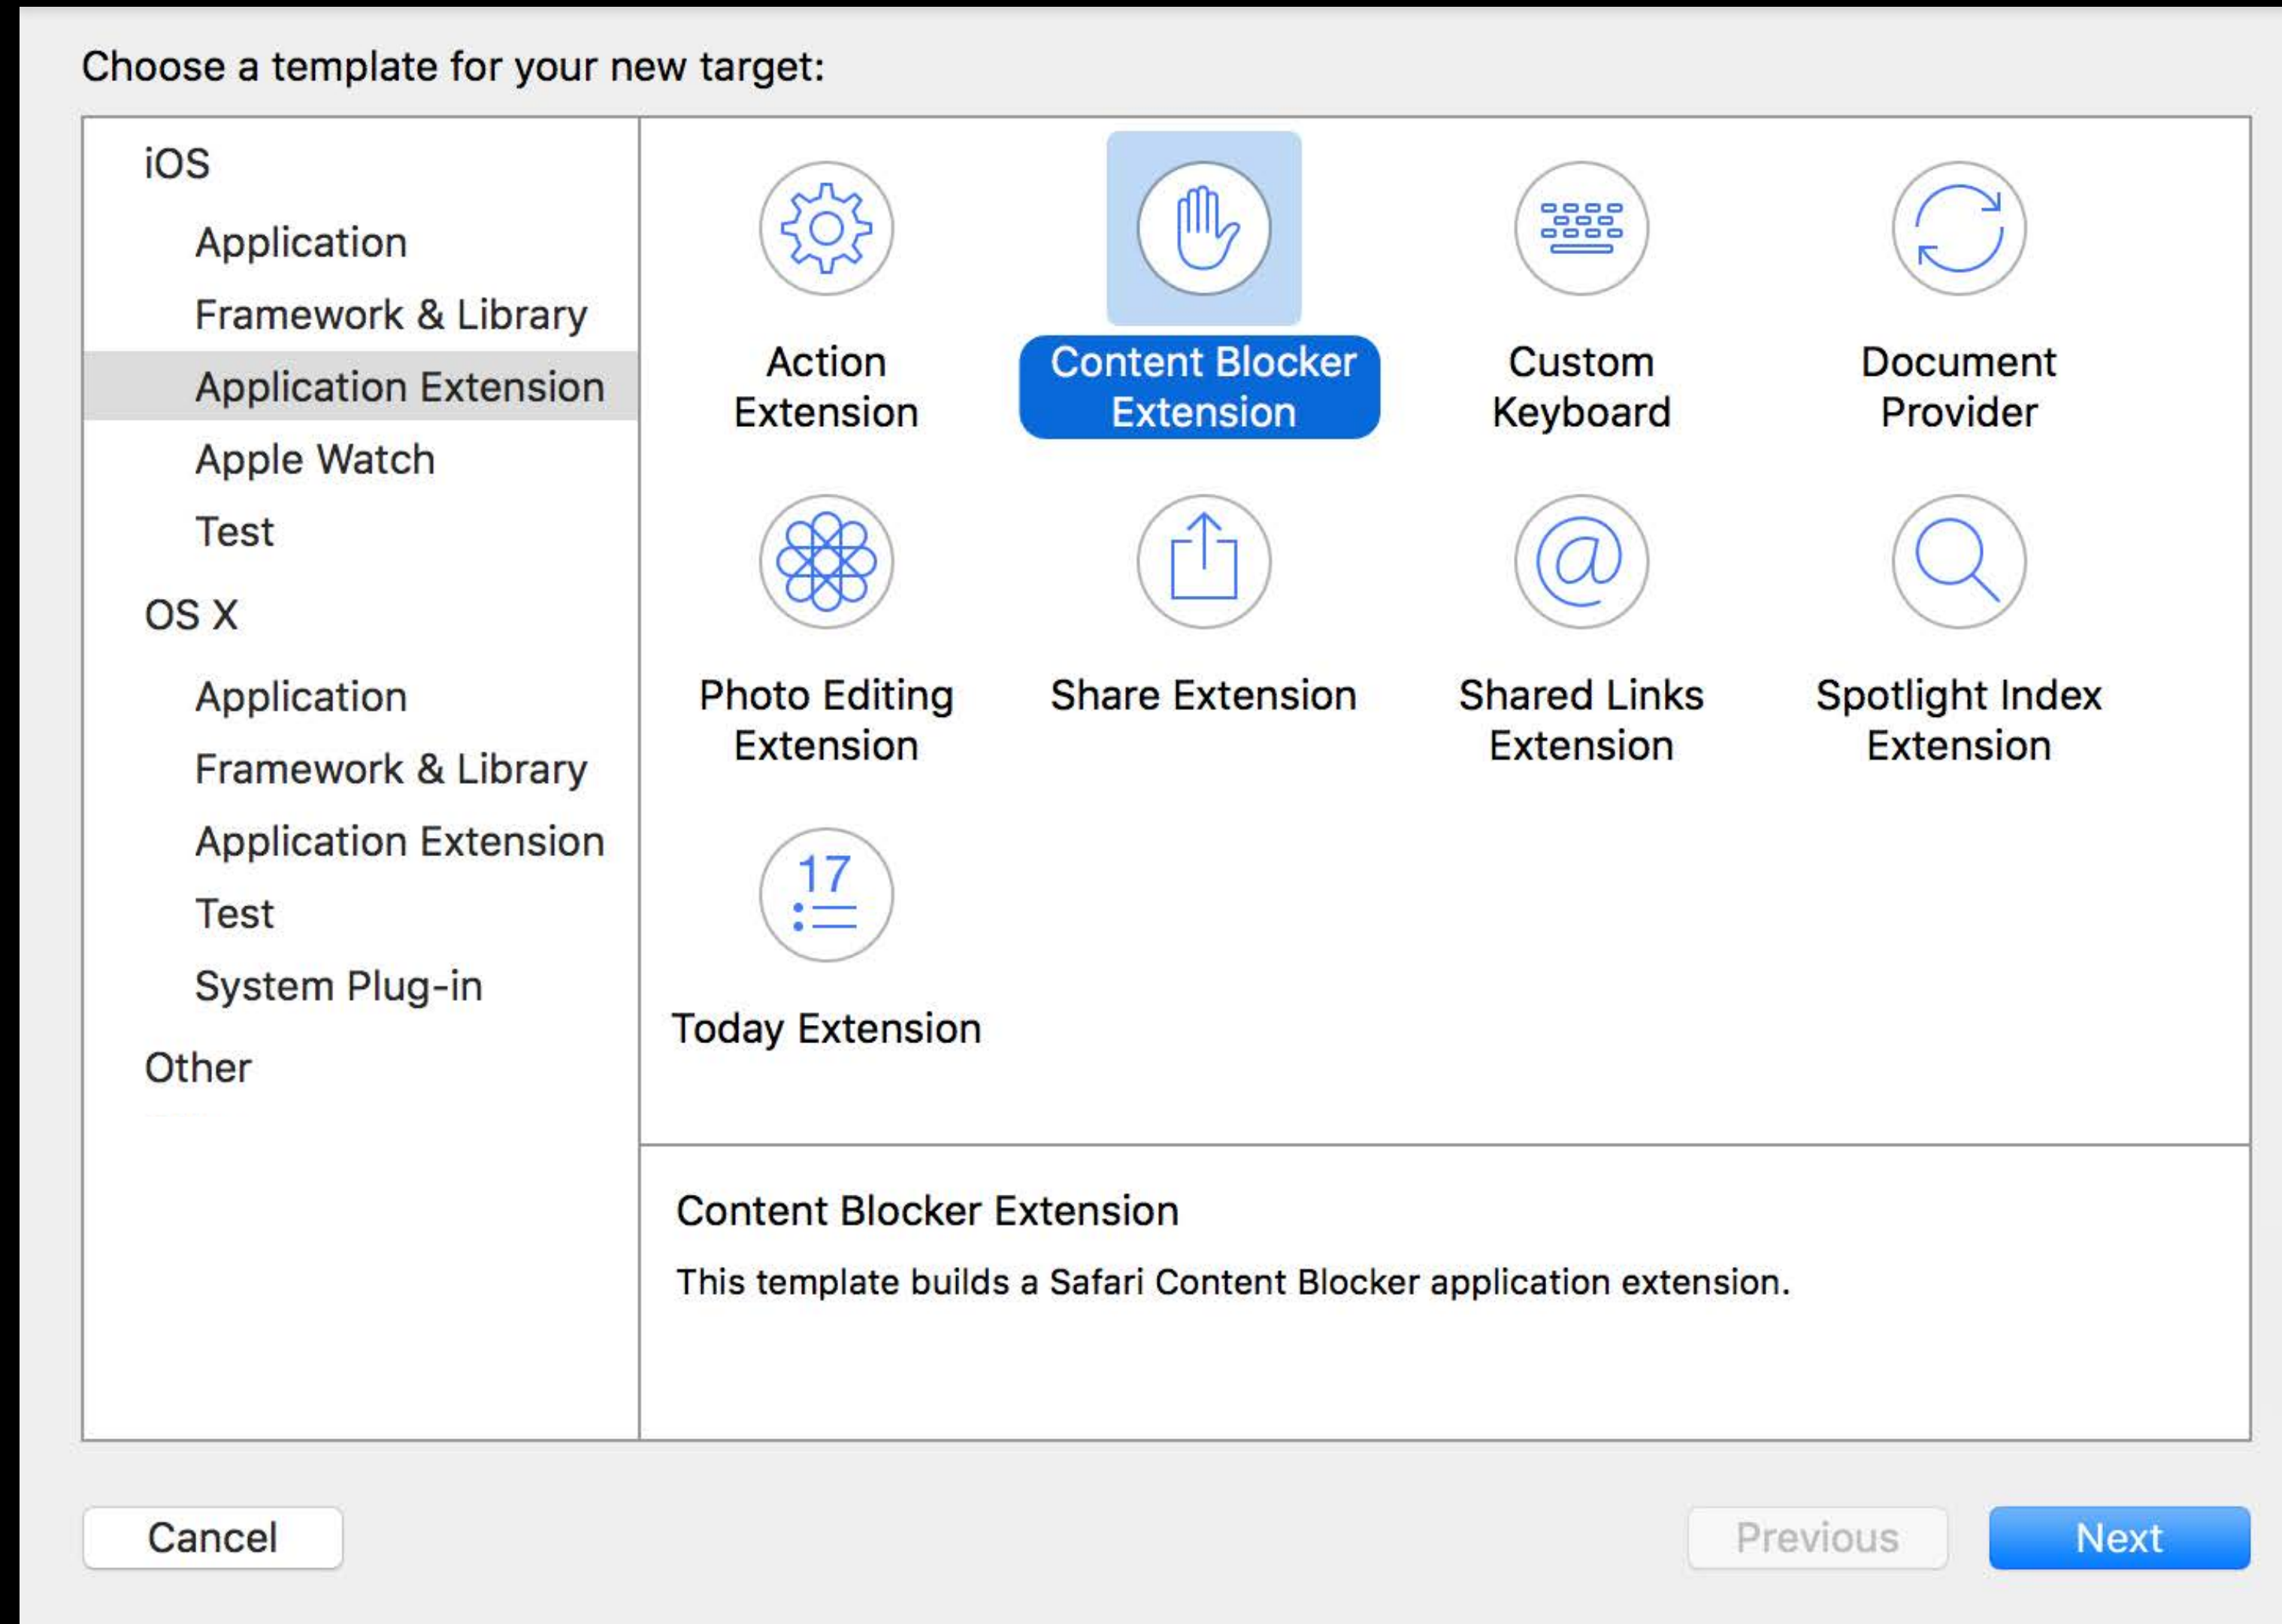 Choose a template for your new target:
iOS
Application
Framework & Library
Application Extension
Apple Watch
Test
OS X
Application
Framework & Library
Application Extension
Test
System Plug-in
Other
Action
Extension
Content Blocker
Extension
Custom
Keyboard
Document
Provider
Photo Editing
Extension
Share Extension
@
Shared Links
Extension
Spotlight Index
Extension
17
Today Extension
Content Blocker Extension
This template builds a Safari Content Blocker application extension.
Cancel
Previous
Next